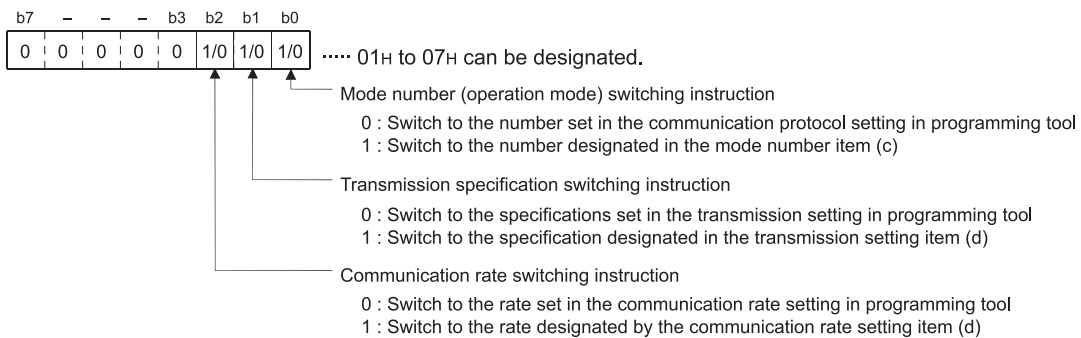 b7 – – – b3 b2 b1 b0
0 0 0 0 0 1/0 1/0 1/0 ····· 01H to 07H can be designated.
Mode number (operation mode) switching instruction
0 : Switch to the number set in the communication protocol setting in programming tool
1 : Switch to the number designated in the mode number item (c)
Transmission specification switching instruction
0 : Switch to the specifications set in the transmission setting in programming tool
1 : Switch to the specification designated in the transmission setting item (d)
Communication rate switching instruction
0 : Switch to the rate set in the communication rate setting in programming tool
1 : Switch to the rate designated by the communication rate setting item (d)